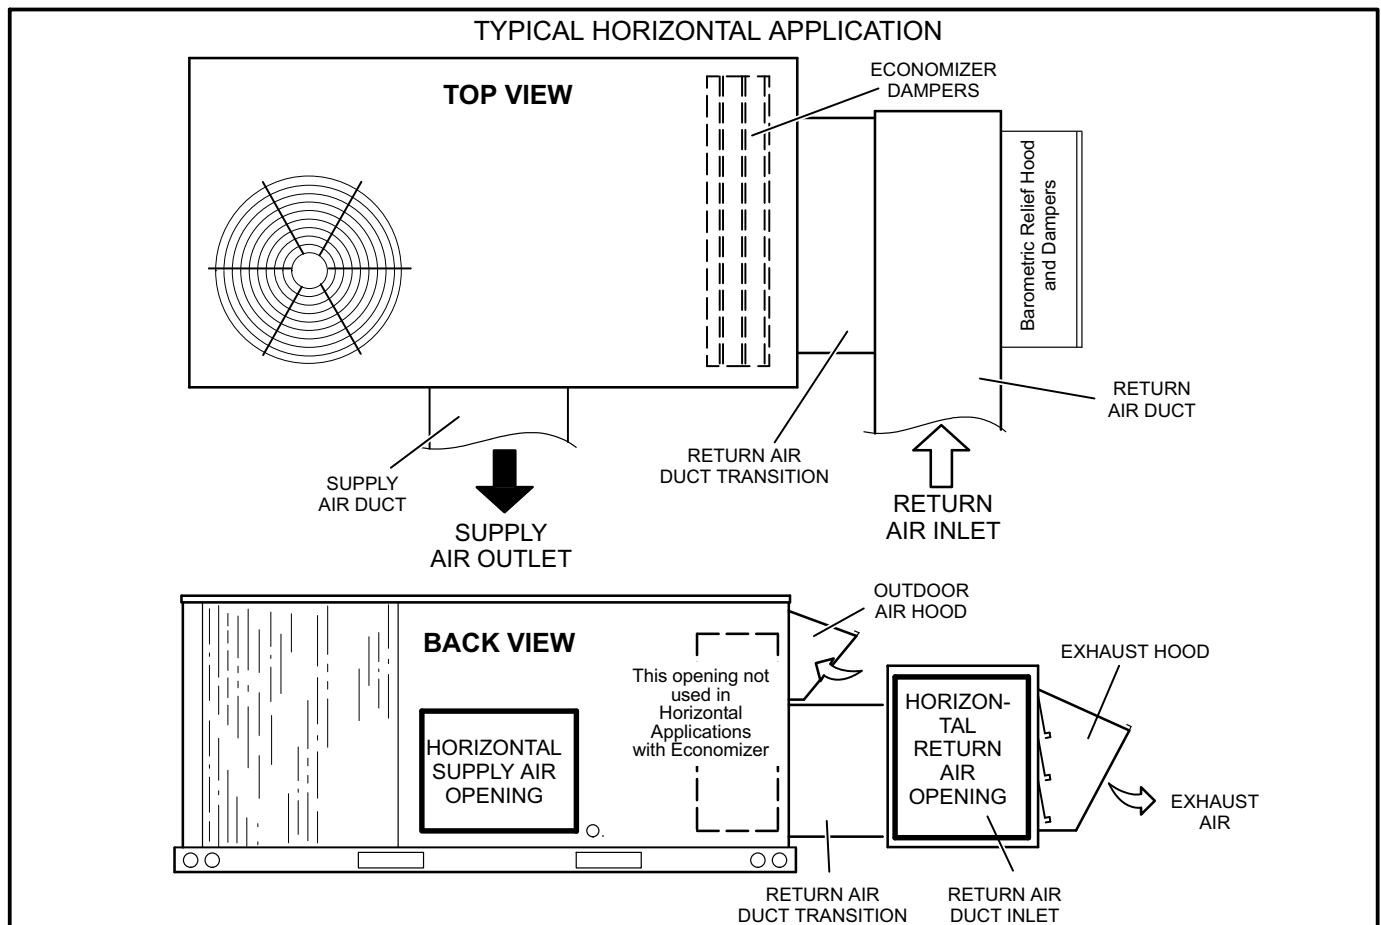 TYPICAL HORIZONTAL APPLICATION
TOP VIEW
ECONOMIZER
DAMPERS
Barometric Relief Hood
and Dampers
RETURN
AIR DUCT
RETURN AIR
DUCT TRANSITION
SUPPLY
AIR DUCT
SUPPLY
AIR OUTLET
RETURN
AIR INLET
OUTDOOR
AIR HOOD
BACK VIEW
EXHAUST HOOD
This opening not
used in
Horizontal
Applications
with Economizer
HORIZONTAL
SUPPLY AIR
OPENING
HORIZON-
TAL
RETURN
AIR
OPENING
EXHAUST
AIR
RETURN AIR
DUCT TRANSITION
RETURN AIR
DUCT INLET